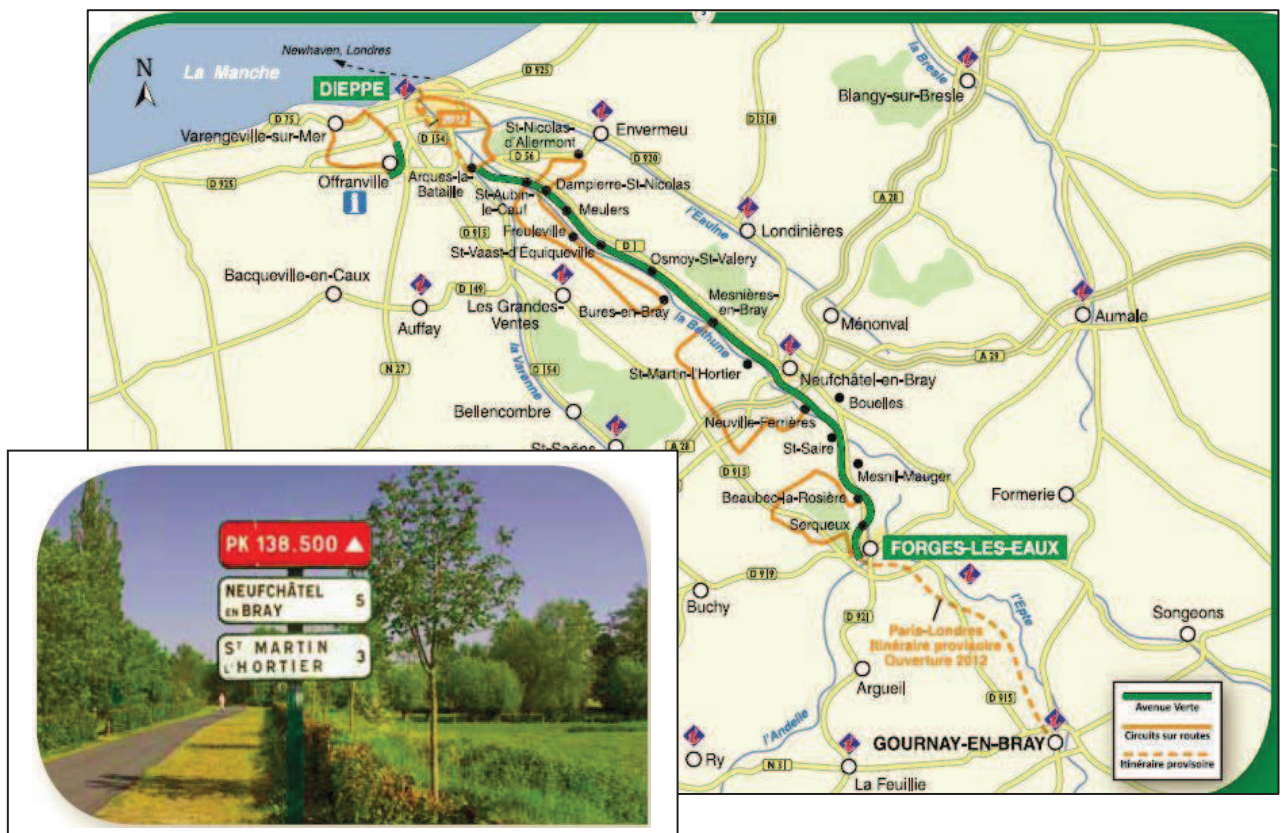 Newhaven, Londres
D 925
La Manche
N
DIEPPE
la Bresle
Blangy-sur-Bresle
D 75
Varengeville-sur-Mer
2012
D 154
St-Nicolas-
d'Aliermont
Envermeu
D 314
D 56
D 920
D 925
Offranville
Arques-la-
Bataille
St-Aubin-
le-Cauf
Dampierre-St-Nicolas
Meulers
A 28
l'Eaulne
Londinières
D 915
Freuleville
St-Vaast-d'Équiqueville
D 1
Osmoy-St-Valery
Bacqueville-en-Caux
D 149
Auffay
Les Grandes-
Ventes
Bures-en-Bray
Mesnières-
en-Bray
la Béthune
Ménonval
Aumale
la Varenne
N 27
D 154
St-Martin-l'Hortier
A 29
Neufchâtel-en-Bray
Bouelles
Bellencombre
Neuville-Ferrières
St-Saëns
A 28
St-Saire
D 915
Mesnil-Mauger
Beaubec-la-Rosière
Formerie
Serqueux
FORGES-LES-EAUX
D 919
Buchy
l'Epte
D 921
Songeons
Paris-Londres
Itinéraire provisoire
Ouverture 2012
Argueil
D 915
l'Andelle
GOURNAY-EN-BRAY
Ry
N 31
La Feuillie
Avenue Verte
Circuits sur routes
Itinéraire provisoire
PK 138.500
NEUFCHÂTEL
EN BRAY 5
ST MARTIN
L'HORTIER 3